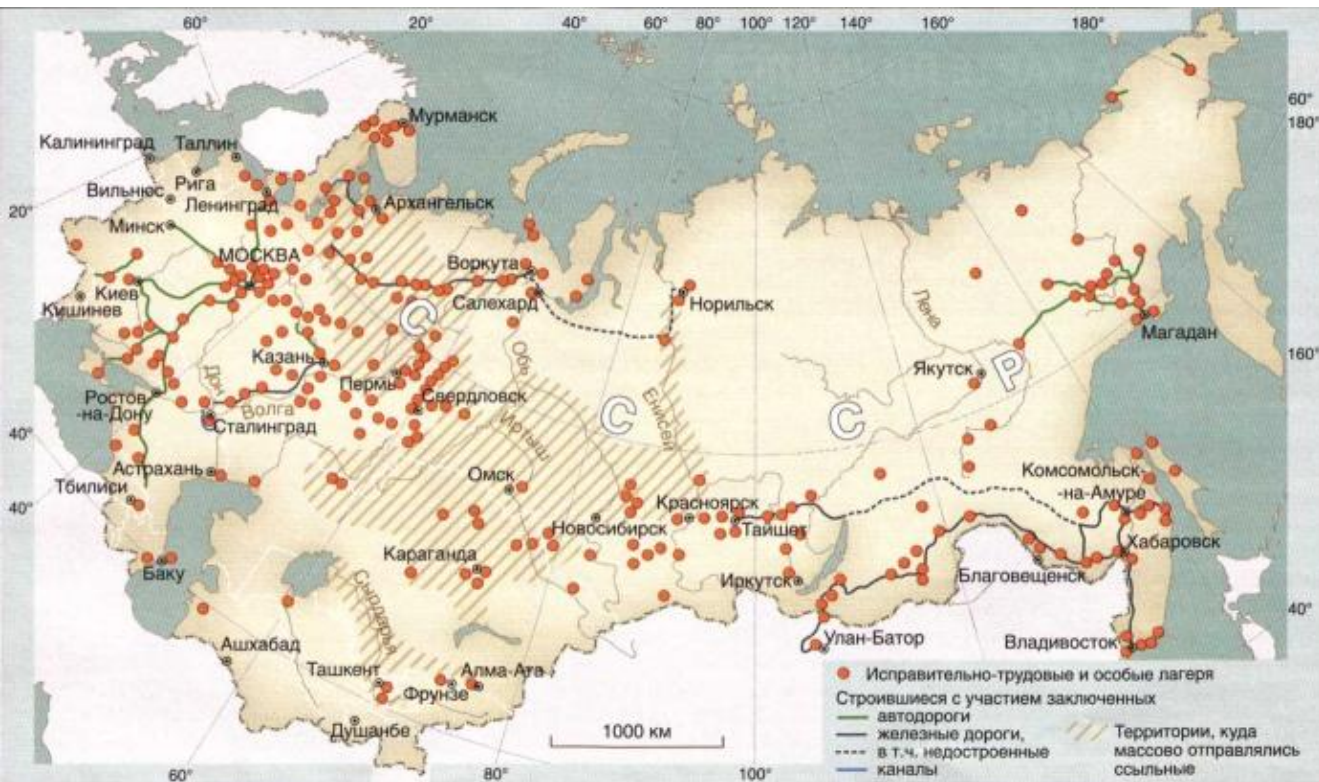 60°
20°
0°
20°
40°
60°
80°
100°
120°
140°
160°
180°
60°
180°
160°
40°
20°
40°
40°
60°
80°
100°
Мурманск
Калининград
Таллин
Вильнюс
Рига
Ленинград
Архангельск
Минск
МОСКВА
Воркута
Киев
Салехард
Норильск
Кишинев
Лена
Магадан
С
Обь
Казань
Якутск
Р
Дон
Пермь
Ростов
-на-Дону
Свердловск
Волга
С
С
Енисей
Сталинград
Иртыш
Астрахань
Омск
Комсомольск-
-на-Амуре
Тбилиси
Красноярск
Новосибирск
Тайшет
Хабаровск
Караганда
Баку
Иркутск
Благовещенск
Сырдарья
Ашхабад
Улан-Батор
Владивосток
Ташкент
Алма-Ата
Фрунзе
Душанбе
1000 км
Исправительно-трудовые и особые лагеря
Строившиеся с участием заключенных
автодороги
железные дороги,
в т.ч. недостроенные
каналы
Территории, куда
массово отправлялись
ссыльные